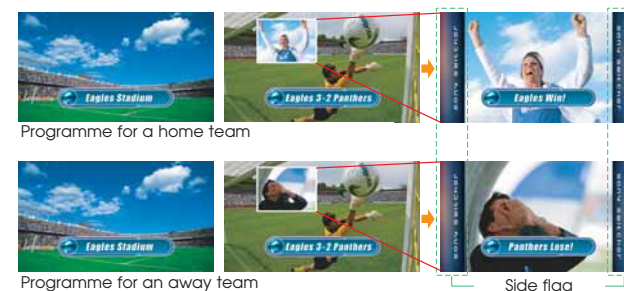 Eagles Stadium
Eagles 3-2 Panthers
Eagles Win!
Programme for a home team
Eagles Stadium
Eagles 3-2 Panthers
Panthers Lose!
Programme for an away team
Side flag